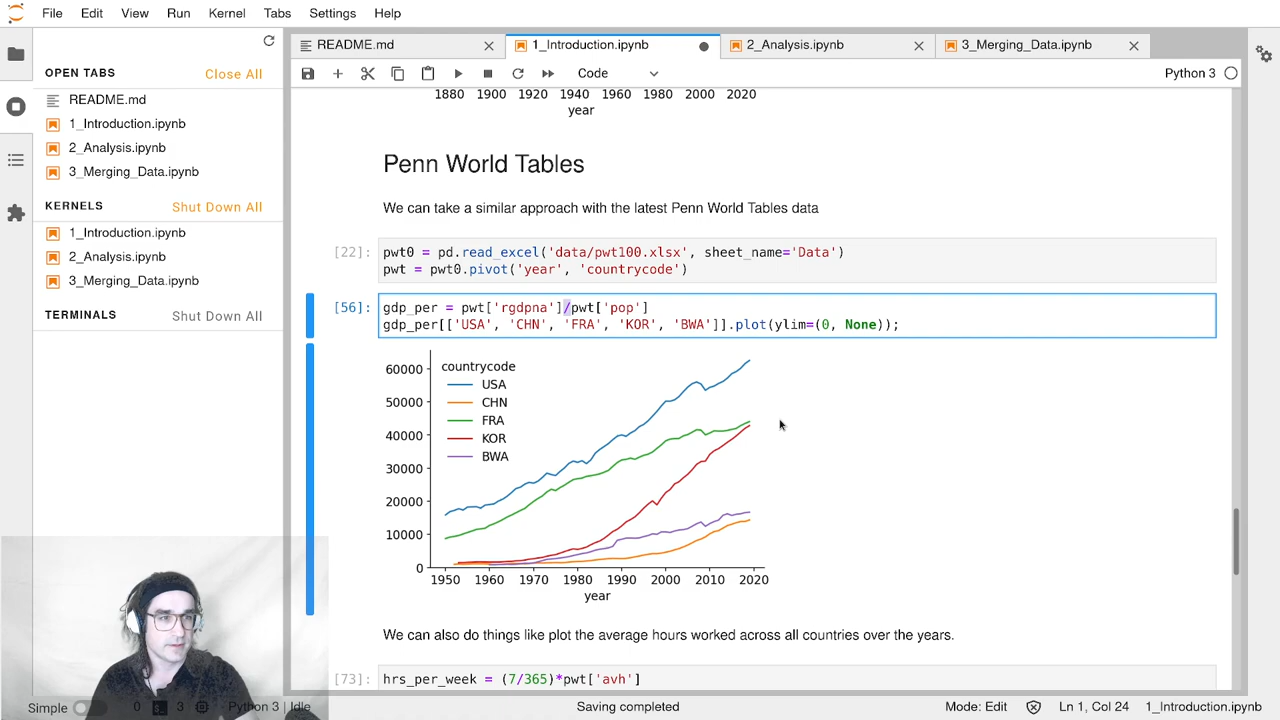 File Edit View Run Kernel Tabs Settings Help
OPEN TABS Close All
README.md
1_Introduction.ipynb
2_Analysis.ipynb
3_Merging_Data.ipynb
KERNELS Shut Down All
1_Introduction.ipynb
2_Analysis.ipynb
3_Merging_Data.ipynb
TERMINALS Shut Down All
README.md 1_Introduction.ipynb 2_Analysis.ipynb 3_Merging_Data.ipynb
Code Python 3
1880 1900 1920 1940 1960 1980 2000 2020
year
Penn World Tables
We can take a similar approach with the latest Penn World Tables data
[22]: pwt0 = pd.read_excel('data/pwt100.xlsx', sheet_name='Data')
pwt = pwt0.pivot('year', 'countrycode')
[56]: gdp_per = pwt['rgdpna']/pwt['pop']
gdp_per[['USA', 'CHN', 'FRA', 'KOR', 'BWA']].plot(ylim=(0, None));
countrycode
USA
CHN
FRA
KOR
BWA
60000
50000
40000
30000
20000
10000
0
1950 1960 1970 1980 1990 2000 2010 2020
year
We can also do things like plot the average hours worked across all countries over the years.
[73]: hrs_per_week = (7/365)*pwt['avh']
Simple 0 3 Python 3 | Idle Saving completed Mode: Edit Ln 1, Col 24 1_Introduction.ipynb